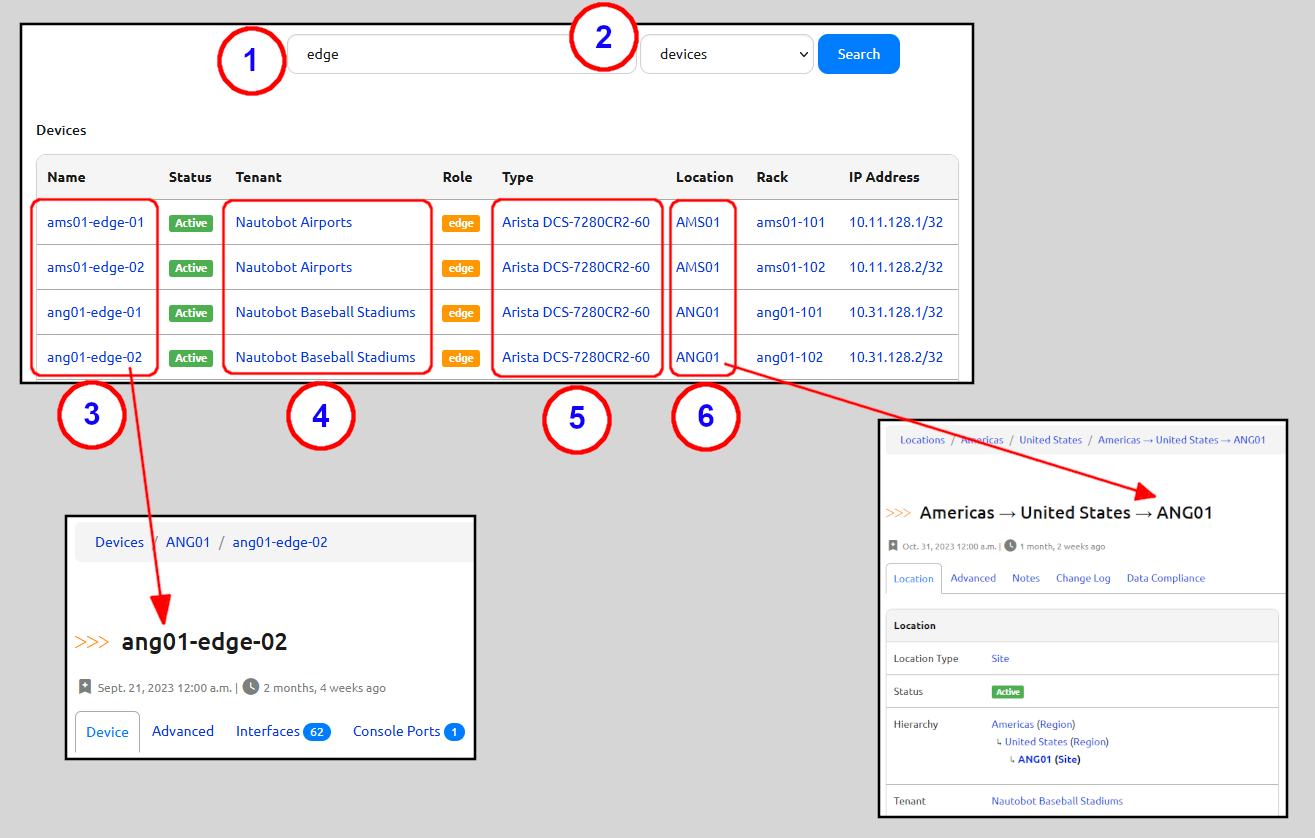 1
edge
2
devices
Search
Devices
Name Status Tenant Role Type Location Rack IP Address
ams01-edge-01 Active Nautobot Airports edge Arista DCS-7280CR2-60 AMS01 ams01-101 10.11.128.1/32
ams01-edge-02 Active Nautobot Airports edge Arista DCS-7280CR2-60 AMS01 ams01-102 10.11.128.2/32
ang01-edge-01 Active Nautobot Baseball Stadiums edge Arista DCS-7280CR2-60 ANG01 ang01-101 10.31.128.1/32
ang01-edge-02 Active Nautobot Baseball Stadiums edge Arista DCS-7280CR2-60 ANG01 ang01-102 10.31.128.2/32
3 4 5 6
Devices / ANG01 / ang01-edge-02
>>> ang01-edge-02
Sept. 21, 2023 12:00 a.m. | 2 months, 4 weeks ago
Device Advanced Interfaces 62 Console Ports 1
Locations / Americas / United States / Americas → United States → ANG01
>>> Americas → United States → ANG01
Oct. 31, 2023 12:00 a.m. | 1 month, 2 weeks ago
Location Advanced Notes Change Log Data Compliance
Location
Location Type Site
Status Active
Hierarchy Americas (Region)
↳ United States (Region)
↳ ANG01 (Site)
Tenant Nautobot Baseball Stadiums